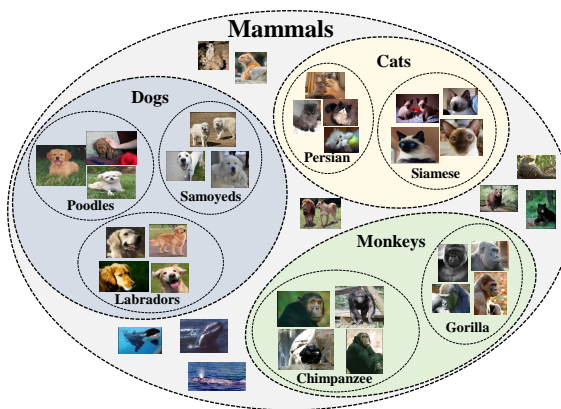 Mammals
Cats
Dogs
Persian
Siamese
Poodles
Samoyeds
Monkeys
Labradors
Gorilla
Chimpanzee